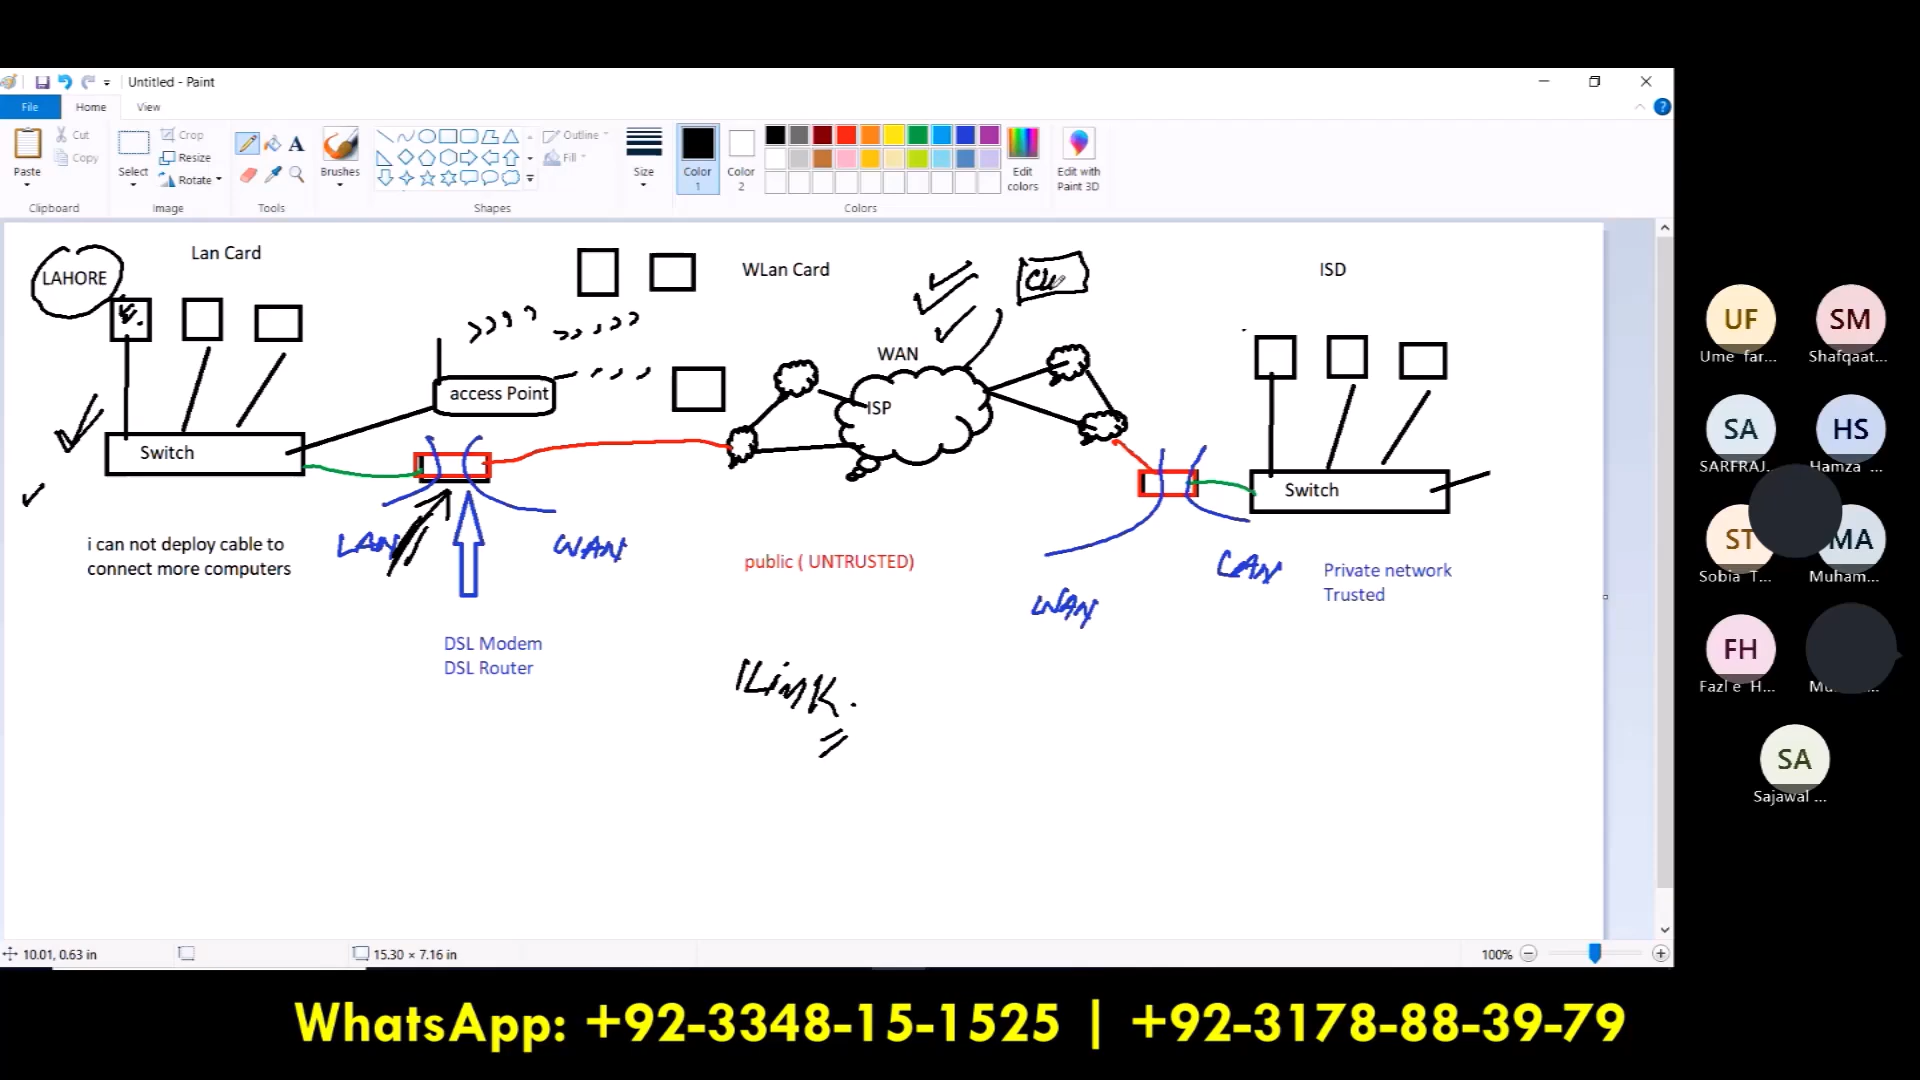 Untitled - Paint
File
Home
View
Paste
Cut
Copy
Clipboard
Select
Crop
Resize
Rotate
Image
Tools
Brushes
Shapes
Outline
Fill
Size
Color
1
Color
2
Colors
Edit
colors
Edit with
Paint 3D
LAHORE
Lan Card
WLan Card
ISD
WAN
access Point
ISP
Switch
Switch
i can not deploy cable to
connect more computers
LAN
WAN
public ( UNTRUSTED)
WAN
LAN
Private network
Trusted
DSL Modem
DSL Router
10.01, 0.63 in
15.30 × 7.16 in
100%
UF
Ume far...
SM
Shafqaat...
SA
SARFRAJ...
HS
Hamza ...
ST
Sobia T...
MA
Muham...
FH
Fazl e H...
SA
Sajawal ...
WhatsApp: +92-3348-15-1525 | +92-3178-88-39-79